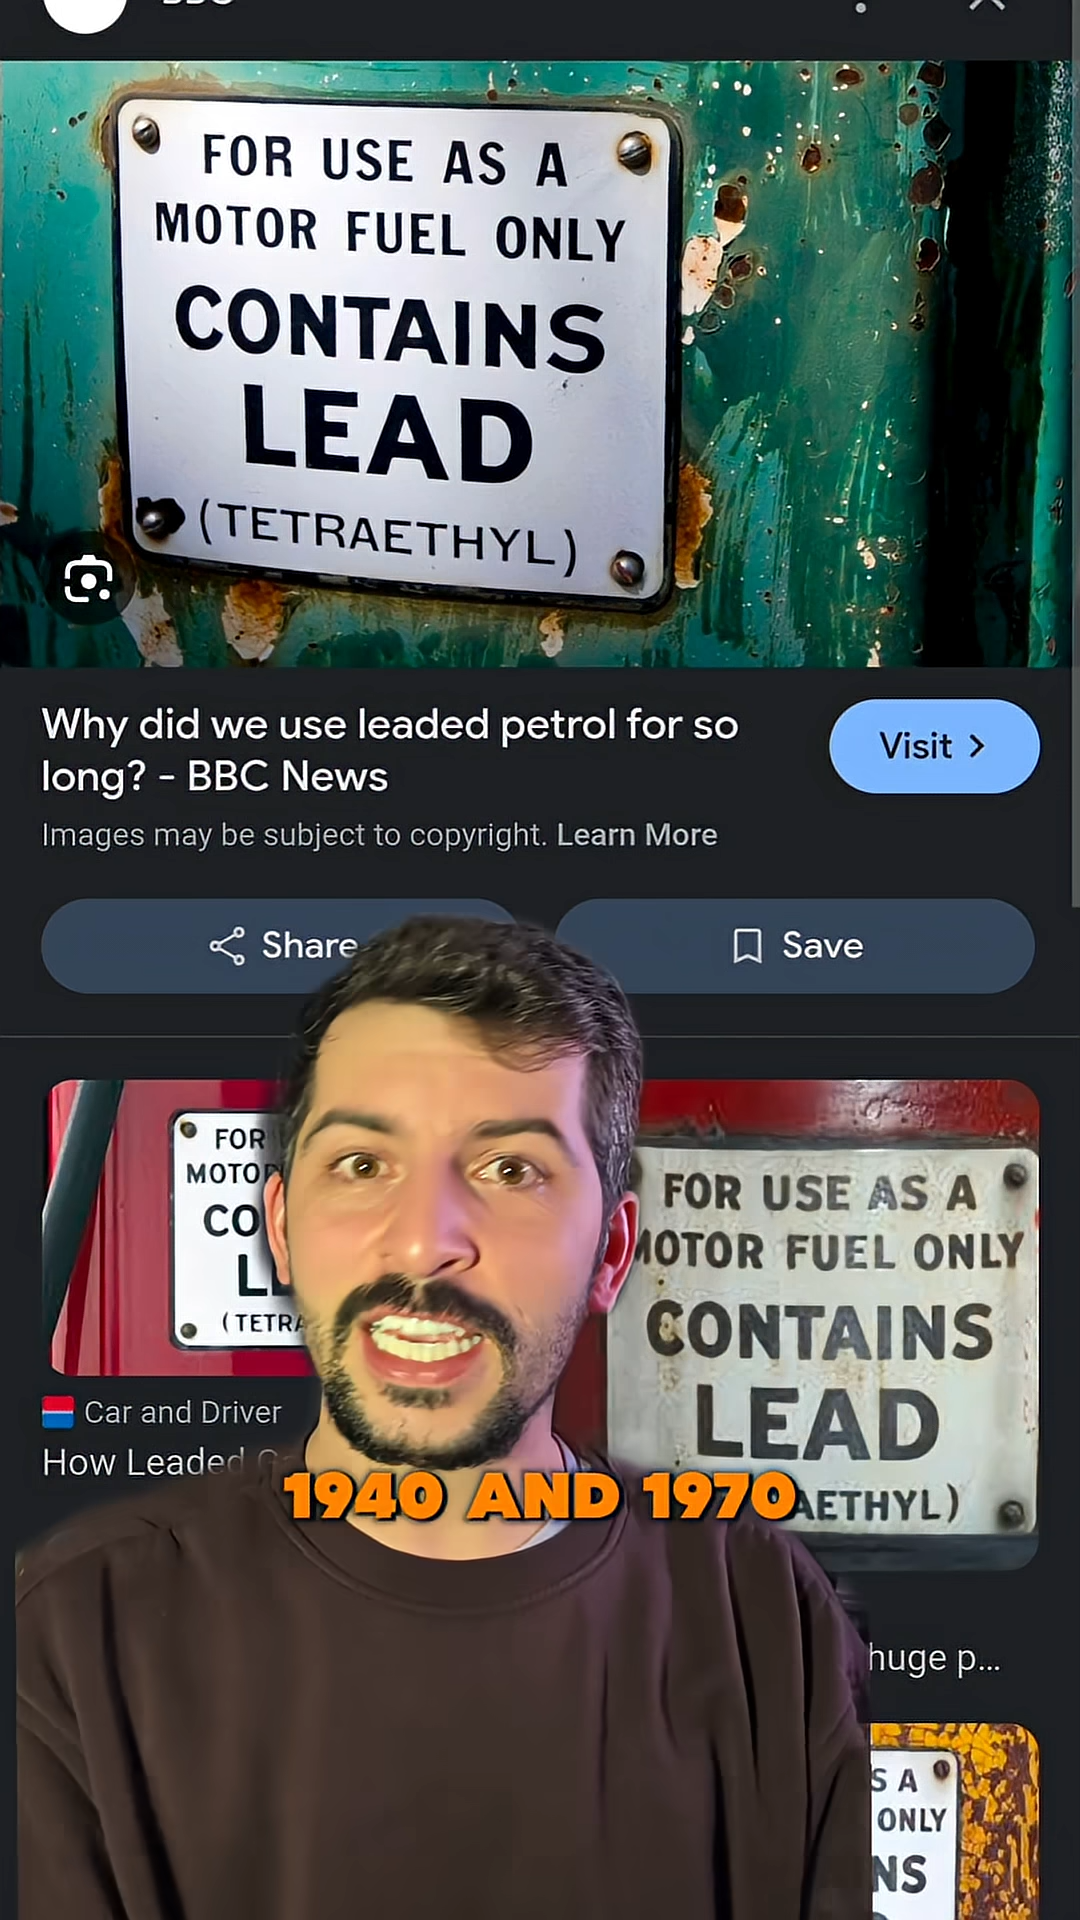 FOR USE AS A
MOTOR FUEL ONLY
CONTAINS
LEAD
(TETRAETHYL)
Why did we use leaded petrol for so
long? - BBC News
Visit >
Images may be subject to copyright. Learn More
Share
Save
FOR
MOTOR
CO
LE
(TETRA
Car and Driver
How Leaded
FOR USE AS A
MOTOR FUEL ONLY
CONTAINS
LEAD
AETHYL)
1940 AND 1970
huge p...
S A
ONLY
NS